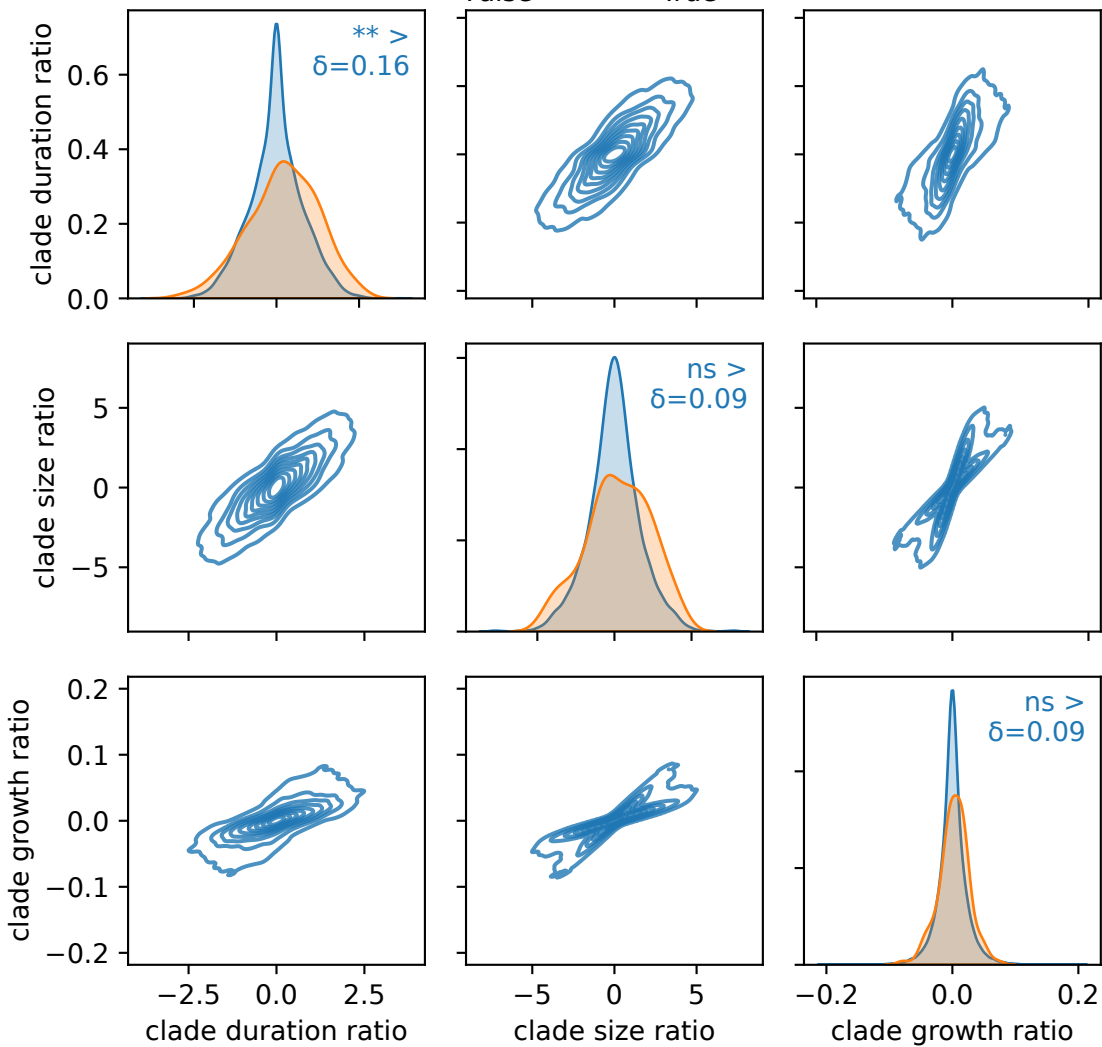 clade duration ratio
0.6
0.4
0.2
0.0
** >
δ=0.16
clade size ratio
5
0
−5
ns >
δ=0.09
clade growth ratio
0.2
0.1
0.0
−0.1
−0.2
ns >
δ=0.09
−2.5 0.0 2.5
−5 0 5
−0.2 0.0 0.2
clade duration ratio
clade size ratio
clade growth ratio